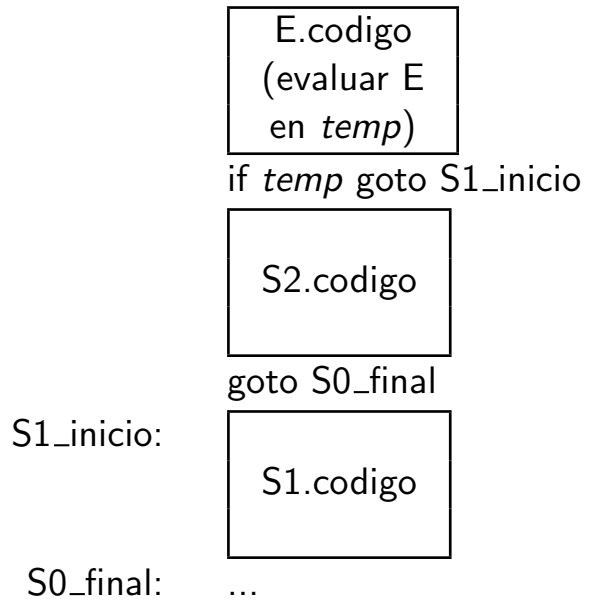 E.codigo
(evaluar E
en temp)
if temp goto S1_inicio
S2.codigo
goto S0_final
S1_inicio:
S1.codigo
S0_final: ...